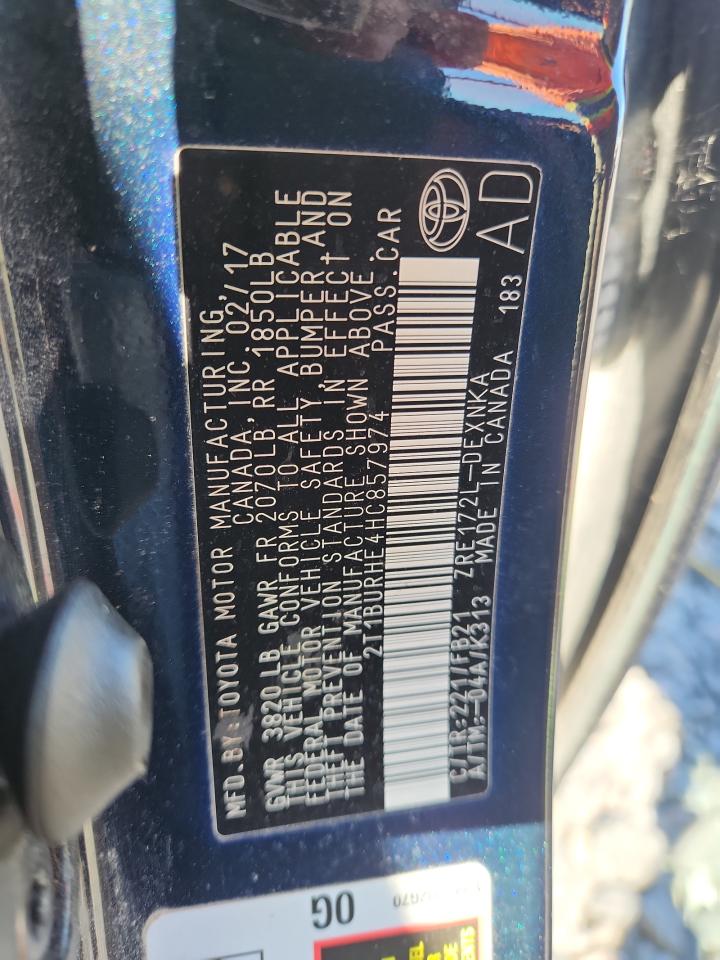 MFD. BY: TOYOTA MOTOR MANUFACTURING,
CANADA, INC. 02/17
GVWR 3820 LB GAWR FR 2070LB RR 1850LB
THIS VEHICLE CONFORMS TO ALL APPLICABLE
FEDERAL MOTOR VEHICLE SAFETY, BUMPER, AND
THEFT PREVENTION STANDARDS IN EFFECT ON
THE DATE OF MANUFACTURE SHOWN ABOVE.
2T1BURHE4HC857974 PASS. CAR
C/TR:221/FB21 ZRE172L-DEXNKA
A/TM:-04A/K313 MADE IN CANADA 183
AD
0G